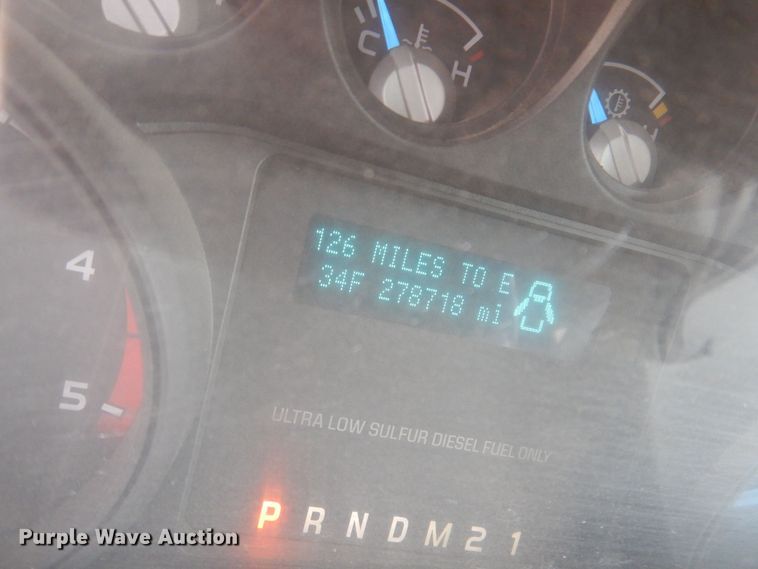 C H
H
4
5
126 MILES TO E
34F 278718 mi
ULTRA LOW SULFUR DIESEL FUEL ONLY
P R N D M 2 1
Purple Wave Auction